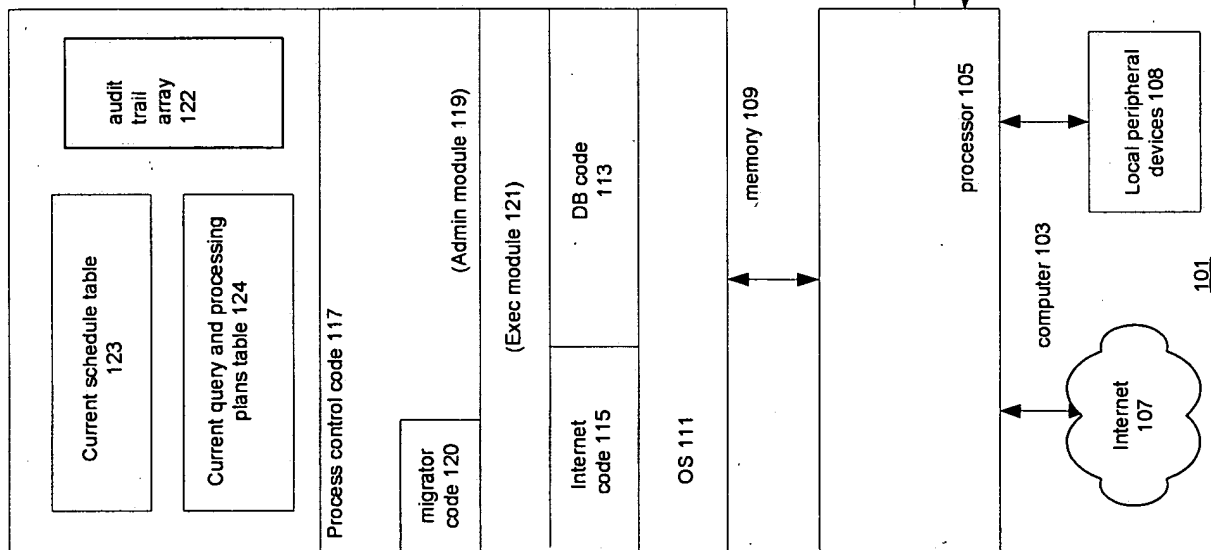 Current schedule table
123
Current query and processing
plans table 124
audit
trail
array
122
Process control code 117
migrator
code 120
(Admin module 119)
(Exec module 121)
Internet
code 115
DB code
113
OS 111
memory 109
processor 105
computer 103
Internet
107
Local peripheral
devices 108
101